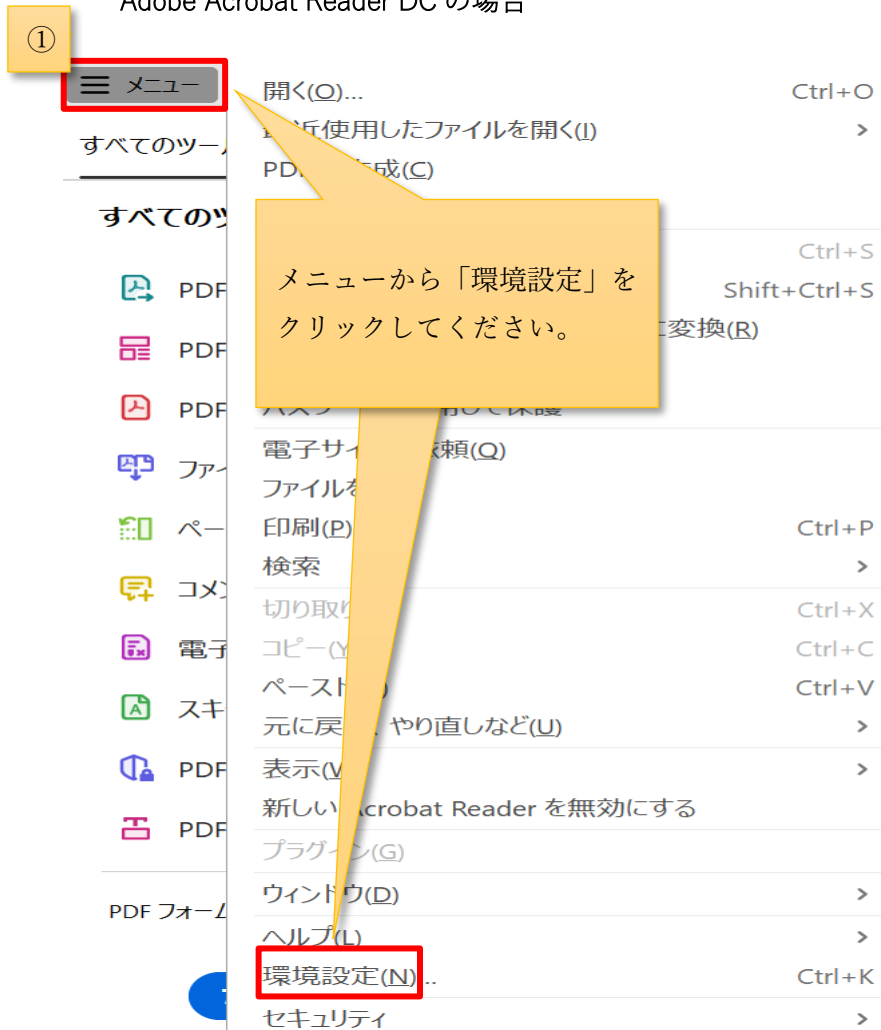 Adobe Acrobat Reader DC の場合
①
メニュー
すべてのツー
すべてのツ
PDF
PDF
PDF
ファイ
ペー
コメン
電子
スキ
PDF
PDF
PDF フォーム
開く(O)... Ctrl+O
最近使用したファイルを開く(I) >
PD 成(C)
Ctrl+S
Shift+Ctrl+S
変換(R)
メニューから「環境設定」を
クリックしてください。
電子サイ 依頼(Q)
ファイルを
印刷(P) Ctrl+P
検索 >
切り取り Ctrl+X
コピー(Y Ctrl+C
ペースト ) Ctrl+V
元に戻 、やり直しなど(U) >
表示(V >
新しい Acrobat Reader を無効にする
プラグイン(G)
ウィンドウ(D) >
ヘルプ(L) >
環境設定(N)... Ctrl+K
セキュリティ >